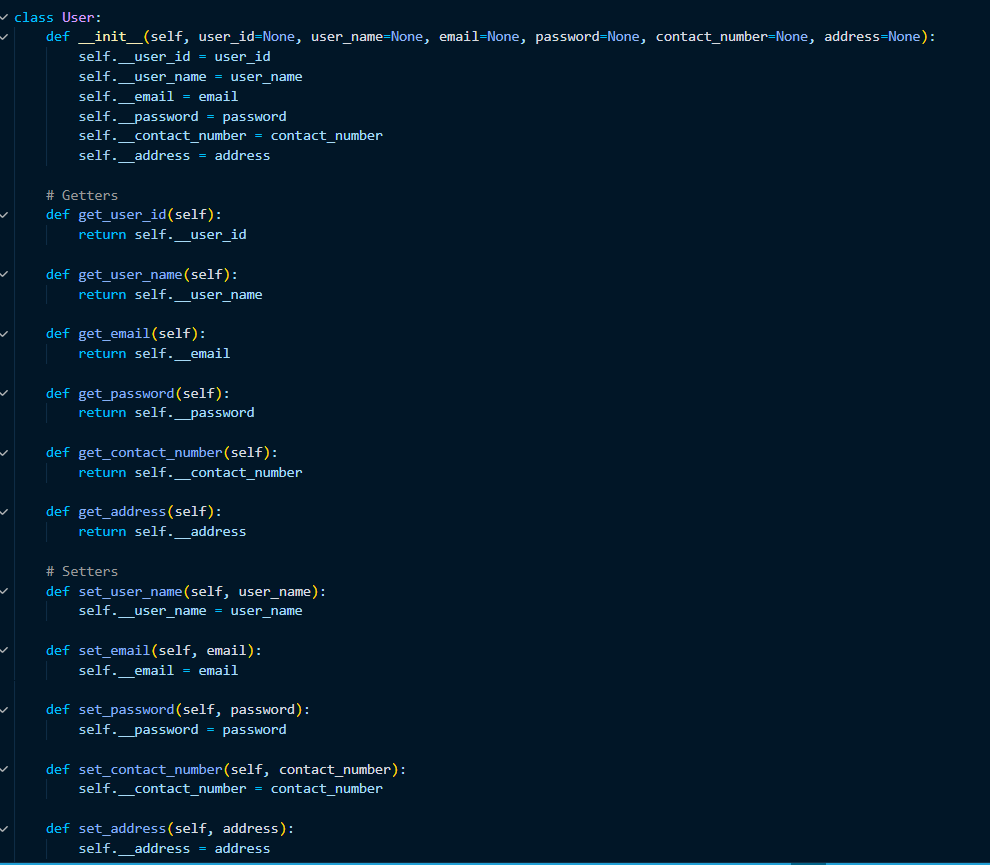 class User:
    def __init__(self, user_id=None, user_name=None, email=None, password=None, contact_number=None, address=None):
        self.__user_id = user_id
        self.__user_name = user_name
        self.__email = email
        self.__password = password
        self.__contact_number = contact_number
        self.__address = address

    # Getters
    def get_user_id(self):
        return self.__user_id

    def get_user_name(self):
        return self.__user_name

    def get_email(self):
        return self.__email

    def get_password(self):
        return self.__password

    def get_contact_number(self):
        return self.__contact_number

    def get_address(self):
        return self.__address

    # Setters
    def set_user_name(self, user_name):
        self.__user_name = user_name

    def set_email(self, email):
        self.__email = email

    def set_password(self, password):
        self.__password = password

    def set_contact_number(self, contact_number):
        self.__contact_number = contact_number

    def set_address(self, address):
        self.__address = address